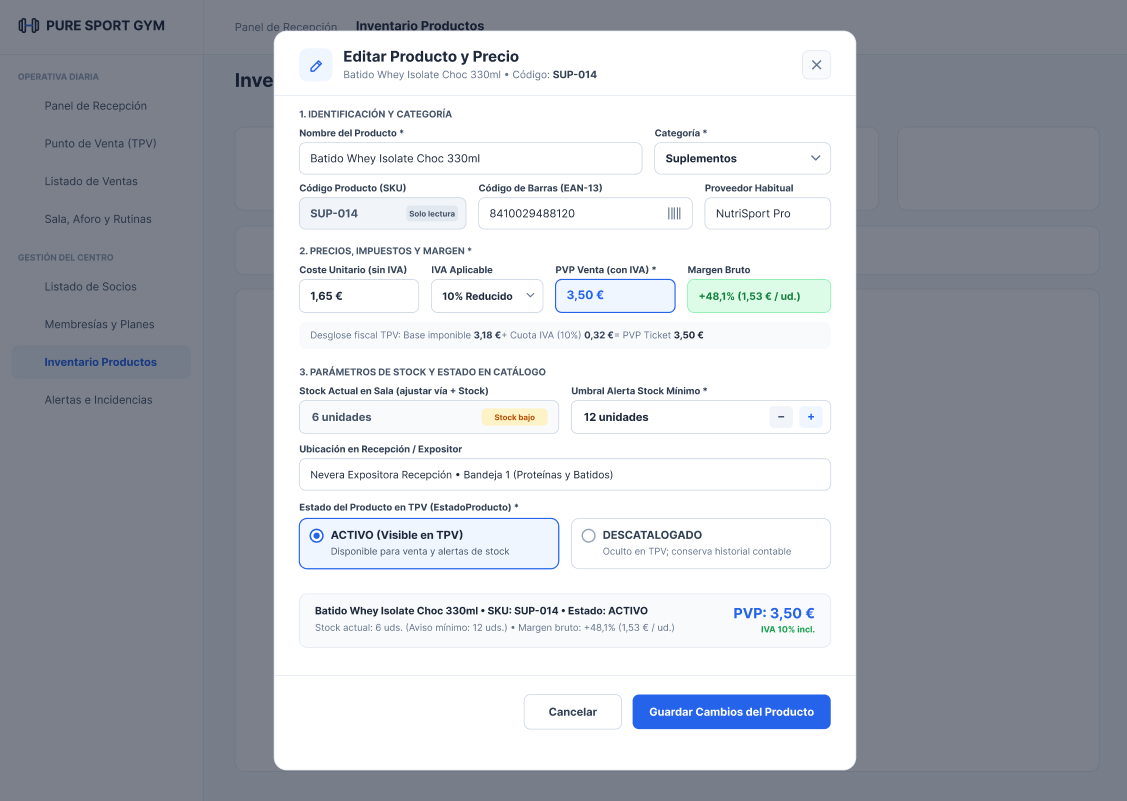 PURE SPORT GYM
Panel de Recepción
Inventario Productos
OPERATIVA DIARIA
Panel de Recepción
Punto de Venta (TPV)
Listado de Ventas
Sala, Aforo y Rutinas
GESTIÓN DEL CENTRO
Listado de Socios
Membresías y Planes
Inventario Productos
Alertas e Incidencias
Inve
Editar Producto y Precio
Batido Whey Isolate Choc 330ml • Código: SUP-014
1. IDENTIFICACIÓN Y CATEGORÍA
Nombre del Producto * Categoría *
Batido Whey Isolate Choc 330ml Suplementos
Código Producto (SKU) Código de Barras (EAN-13) Proveedor Habitual
SUP-014 Solo lectura 8410029488120 NutriSport Pro
2. PRECIOS, IMPUESTOS Y MARGEN *
Coste Unitario (sin IVA) IVA Aplicable PVP Venta (con IVA) * Margen Bruto
1,65 € 10% Reducido 3,50 € +48,1% (1,53 € / ud.)
Desglose fiscal TPV: Base imponible 3,18 €+ Cuota IVA (10%) 0,32 €= PVP Ticket 3,50 €
3. PARÁMETROS DE STOCK Y ESTADO EN CATÁLOGO
Stock Actual en Sala (ajustar vía + Stock) Umbral Alerta Stock Mínimo *
6 unidades Stock bajo 12 unidades − +
Ubicación en Recepción / Expositor
Nevera Expositora Recepción • Bandeja 1 (Proteínas y Batidos)
Estado del Producto en TPV (EstadoProducto) *
ACTIVO (Visible en TPV) DESCATALOGADO
Disponible para venta y alertas de stock Oculto en TPV; conserva historial contable
Batido Whey Isolate Choc 330ml • SKU: SUP-014 • Estado: ACTIVO PVP: 3,50 €
Stock actual: 6 uds. (Aviso mínimo: 12 uds.) • Margen bruto: +48,1% (1,53 € / ud.) IVA 10% incl.
Cancelar Guardar Cambios del Producto